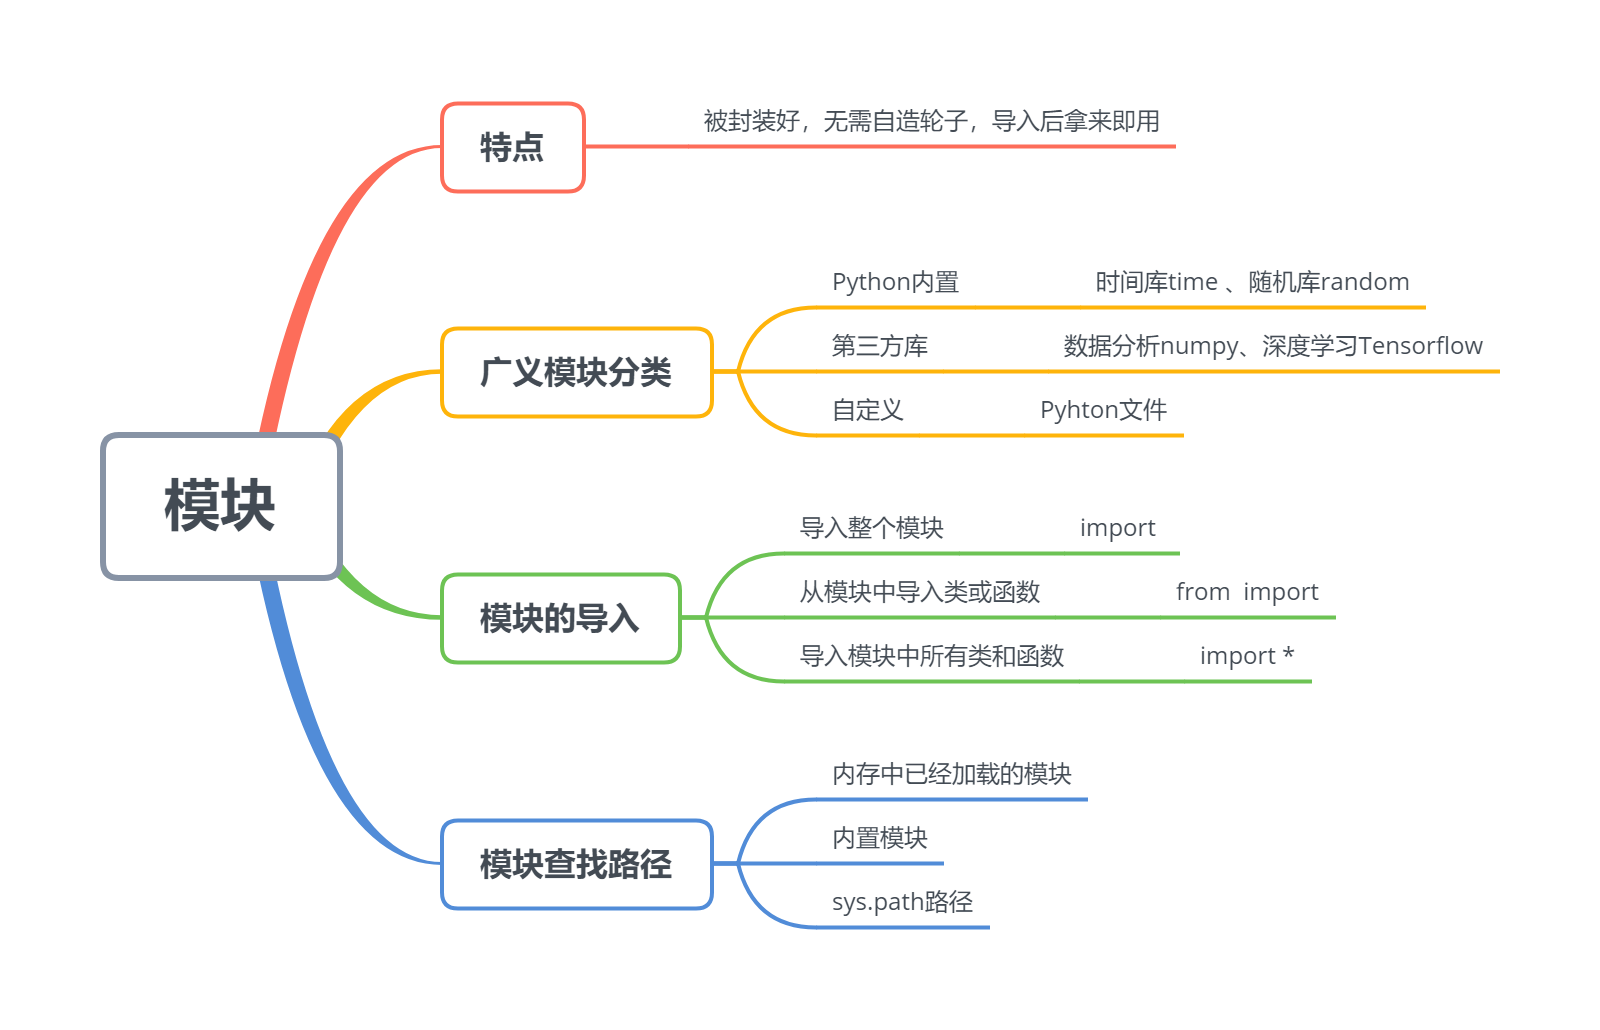 模块
特点
被封装好，无需自造轮子，导入后拿来即用
广义模块分类
Python内置
时间库time 、随机库random
第三方库
数据分析numpy、深度学习Tensorflow
自定义
Pyhton文件
模块的导入
导入整个模块
import
从模块中导入类或函数
from  import
导入模块中所有类和函数
import *
模块查找路径
内存中已经加载的模块
内置模块
sys.path路径